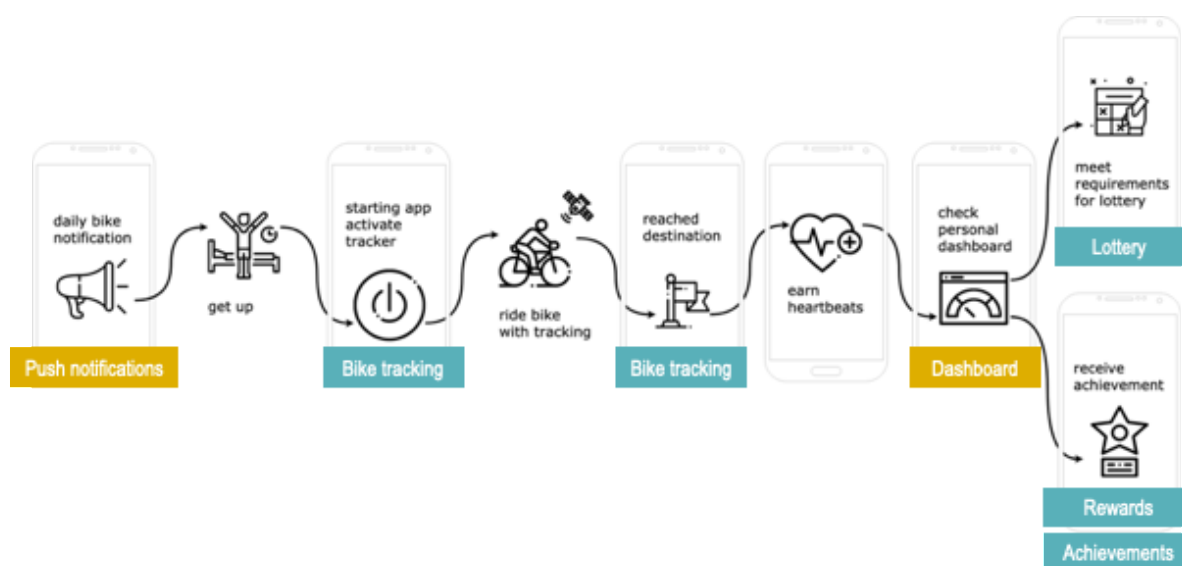 daily bike
notification
Push notifications
get up
starting app
activate
tracker
Bike tracking
ride bike
with tracking
reached
destination
Bike tracking
earn
heartbeats
check
personal
dashboard
Dashboard
meet
requirements
for lottery
Lottery
receive
achievement
Rewards
Achievements